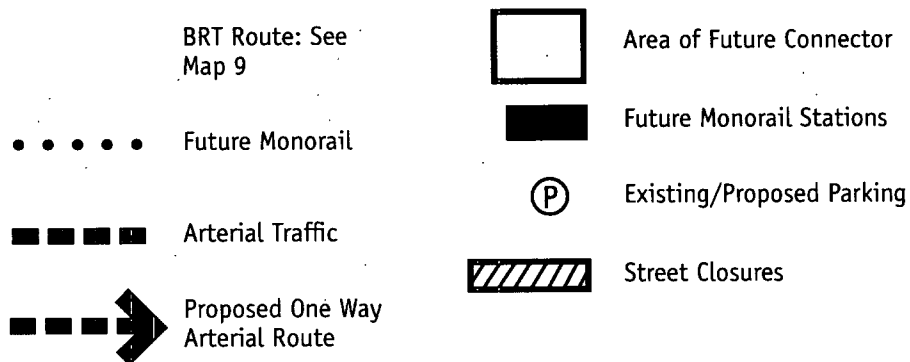 BRT Route: See
Map 9
Future Monorail
Arterial Traffic
Proposed One Way
Arterial Route
Area of Future Connector
Future Monorail Stations
P
Existing/Proposed Parking
Street Closures